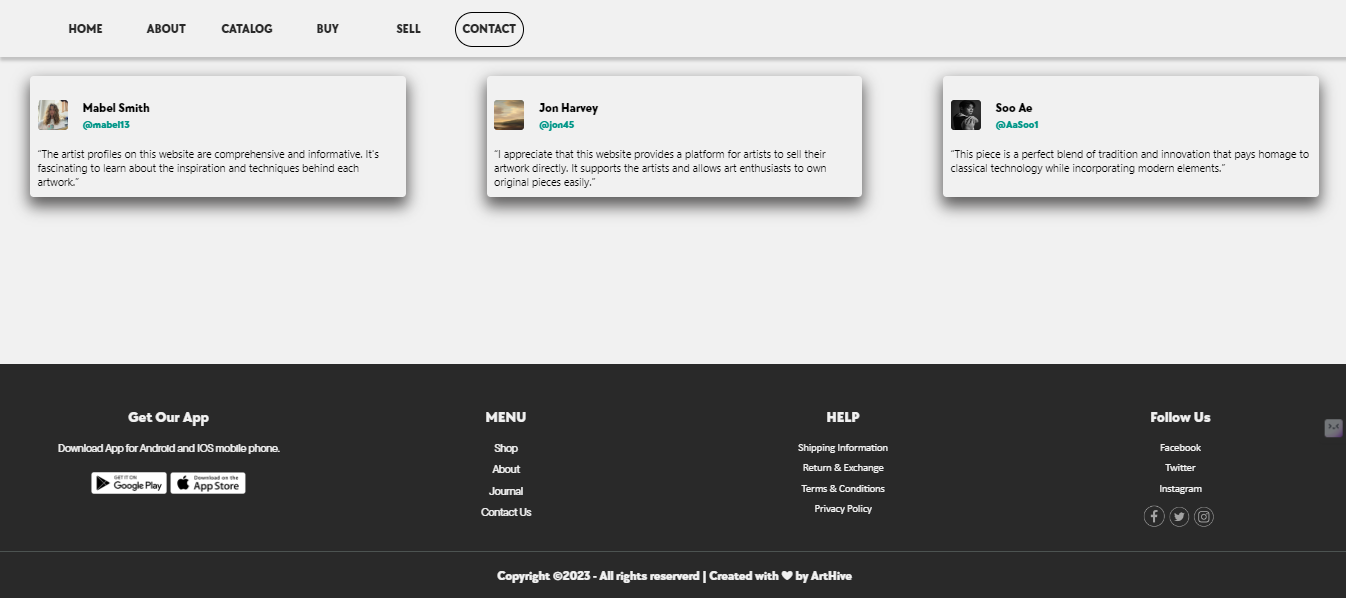 HOME ABOUT CATALOG BUY SELL CONTACT
Mabel Smith
@mabel13
“The artist profiles on this website are comprehensive and informative. It's
fascinating to learn about the inspiration and techniques behind each
artwork.”
Jon Harvey
@jon45
“I appreciate that this website provides a platform for artists to sell their
artwork directly. It supports the artists and allows art enthusiasts to own
original pieces easily.”
Soo Ae
@AaSoo1
“This piece is a perfect blend of tradition and innovation that pays homage to
classical technology while incorporating modern elements.”
Get Our App
Download App for Android and IOS mobile phone.
GET IT ON
Google Play
Download on the
App Store
MENU
Shop
About
Journal
Contact Us
HELP
Shipping Information
Return & Exchange
Terms & Conditions
Privacy Policy
Follow Us
Facebook
Twitter
Instagram
Copyright ©2023 - All rights reserverd | Created with ❤ by ArtHive